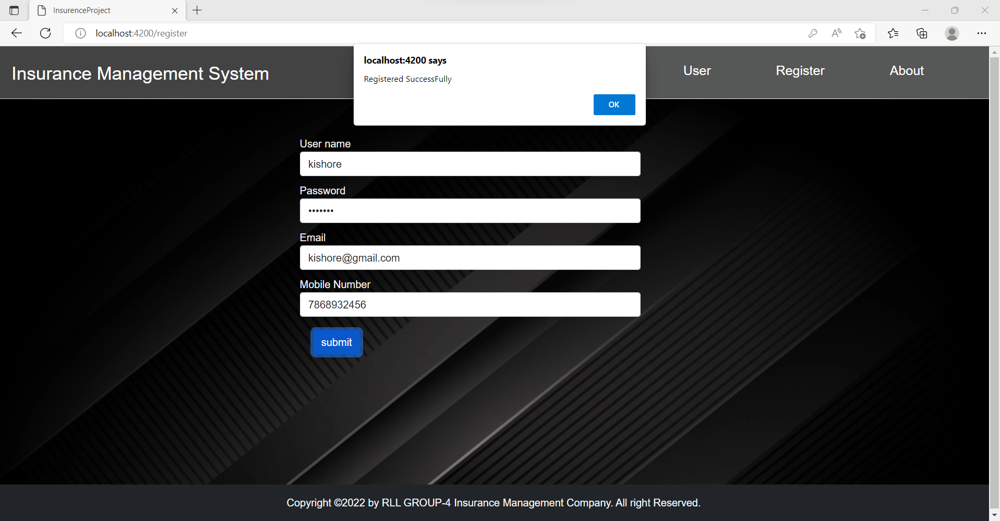 InsurenceProject
localhost:4200/register
localhost:4200 says
Registered SuccessFully
OK
Insurance Management System
User
Register
About
User name
kishore
Password
•••••••
Email
kishore@gmail.com
Mobile Number
7868932456
submit
Copyright ©2022 by RLL GROUP-4 Insurance Management Company. All right Reserved.